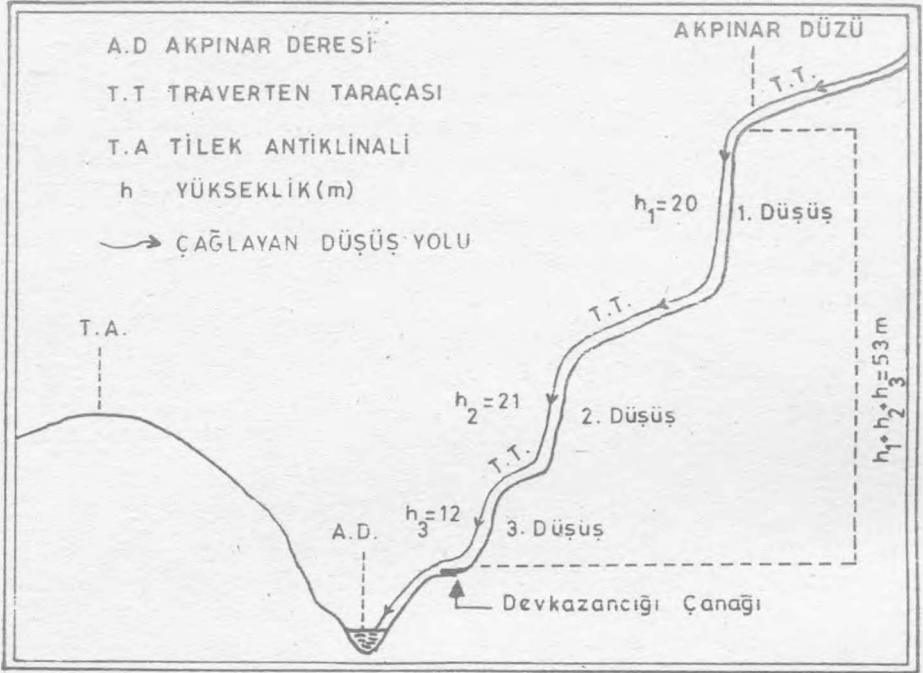 A.D AKPINAR DERESİ
T.T TRAVERTEN TARAÇASI
T.A TİLEK ANTİKLİNALİ
h YÜKSEKLİK(m)
ÇAĞLAYAN DÜŞÜŞ YOLU
AKPINAR DÜZÜ
T.T.
h₁=20
1. Düşüş
T.T.
T.A.
h₂=21
2. Düşüş
h₁+h₂+h₃=53m
T.T.
h₃=12
3. Düşüş
A.D.
Devkazancığı Çanağı